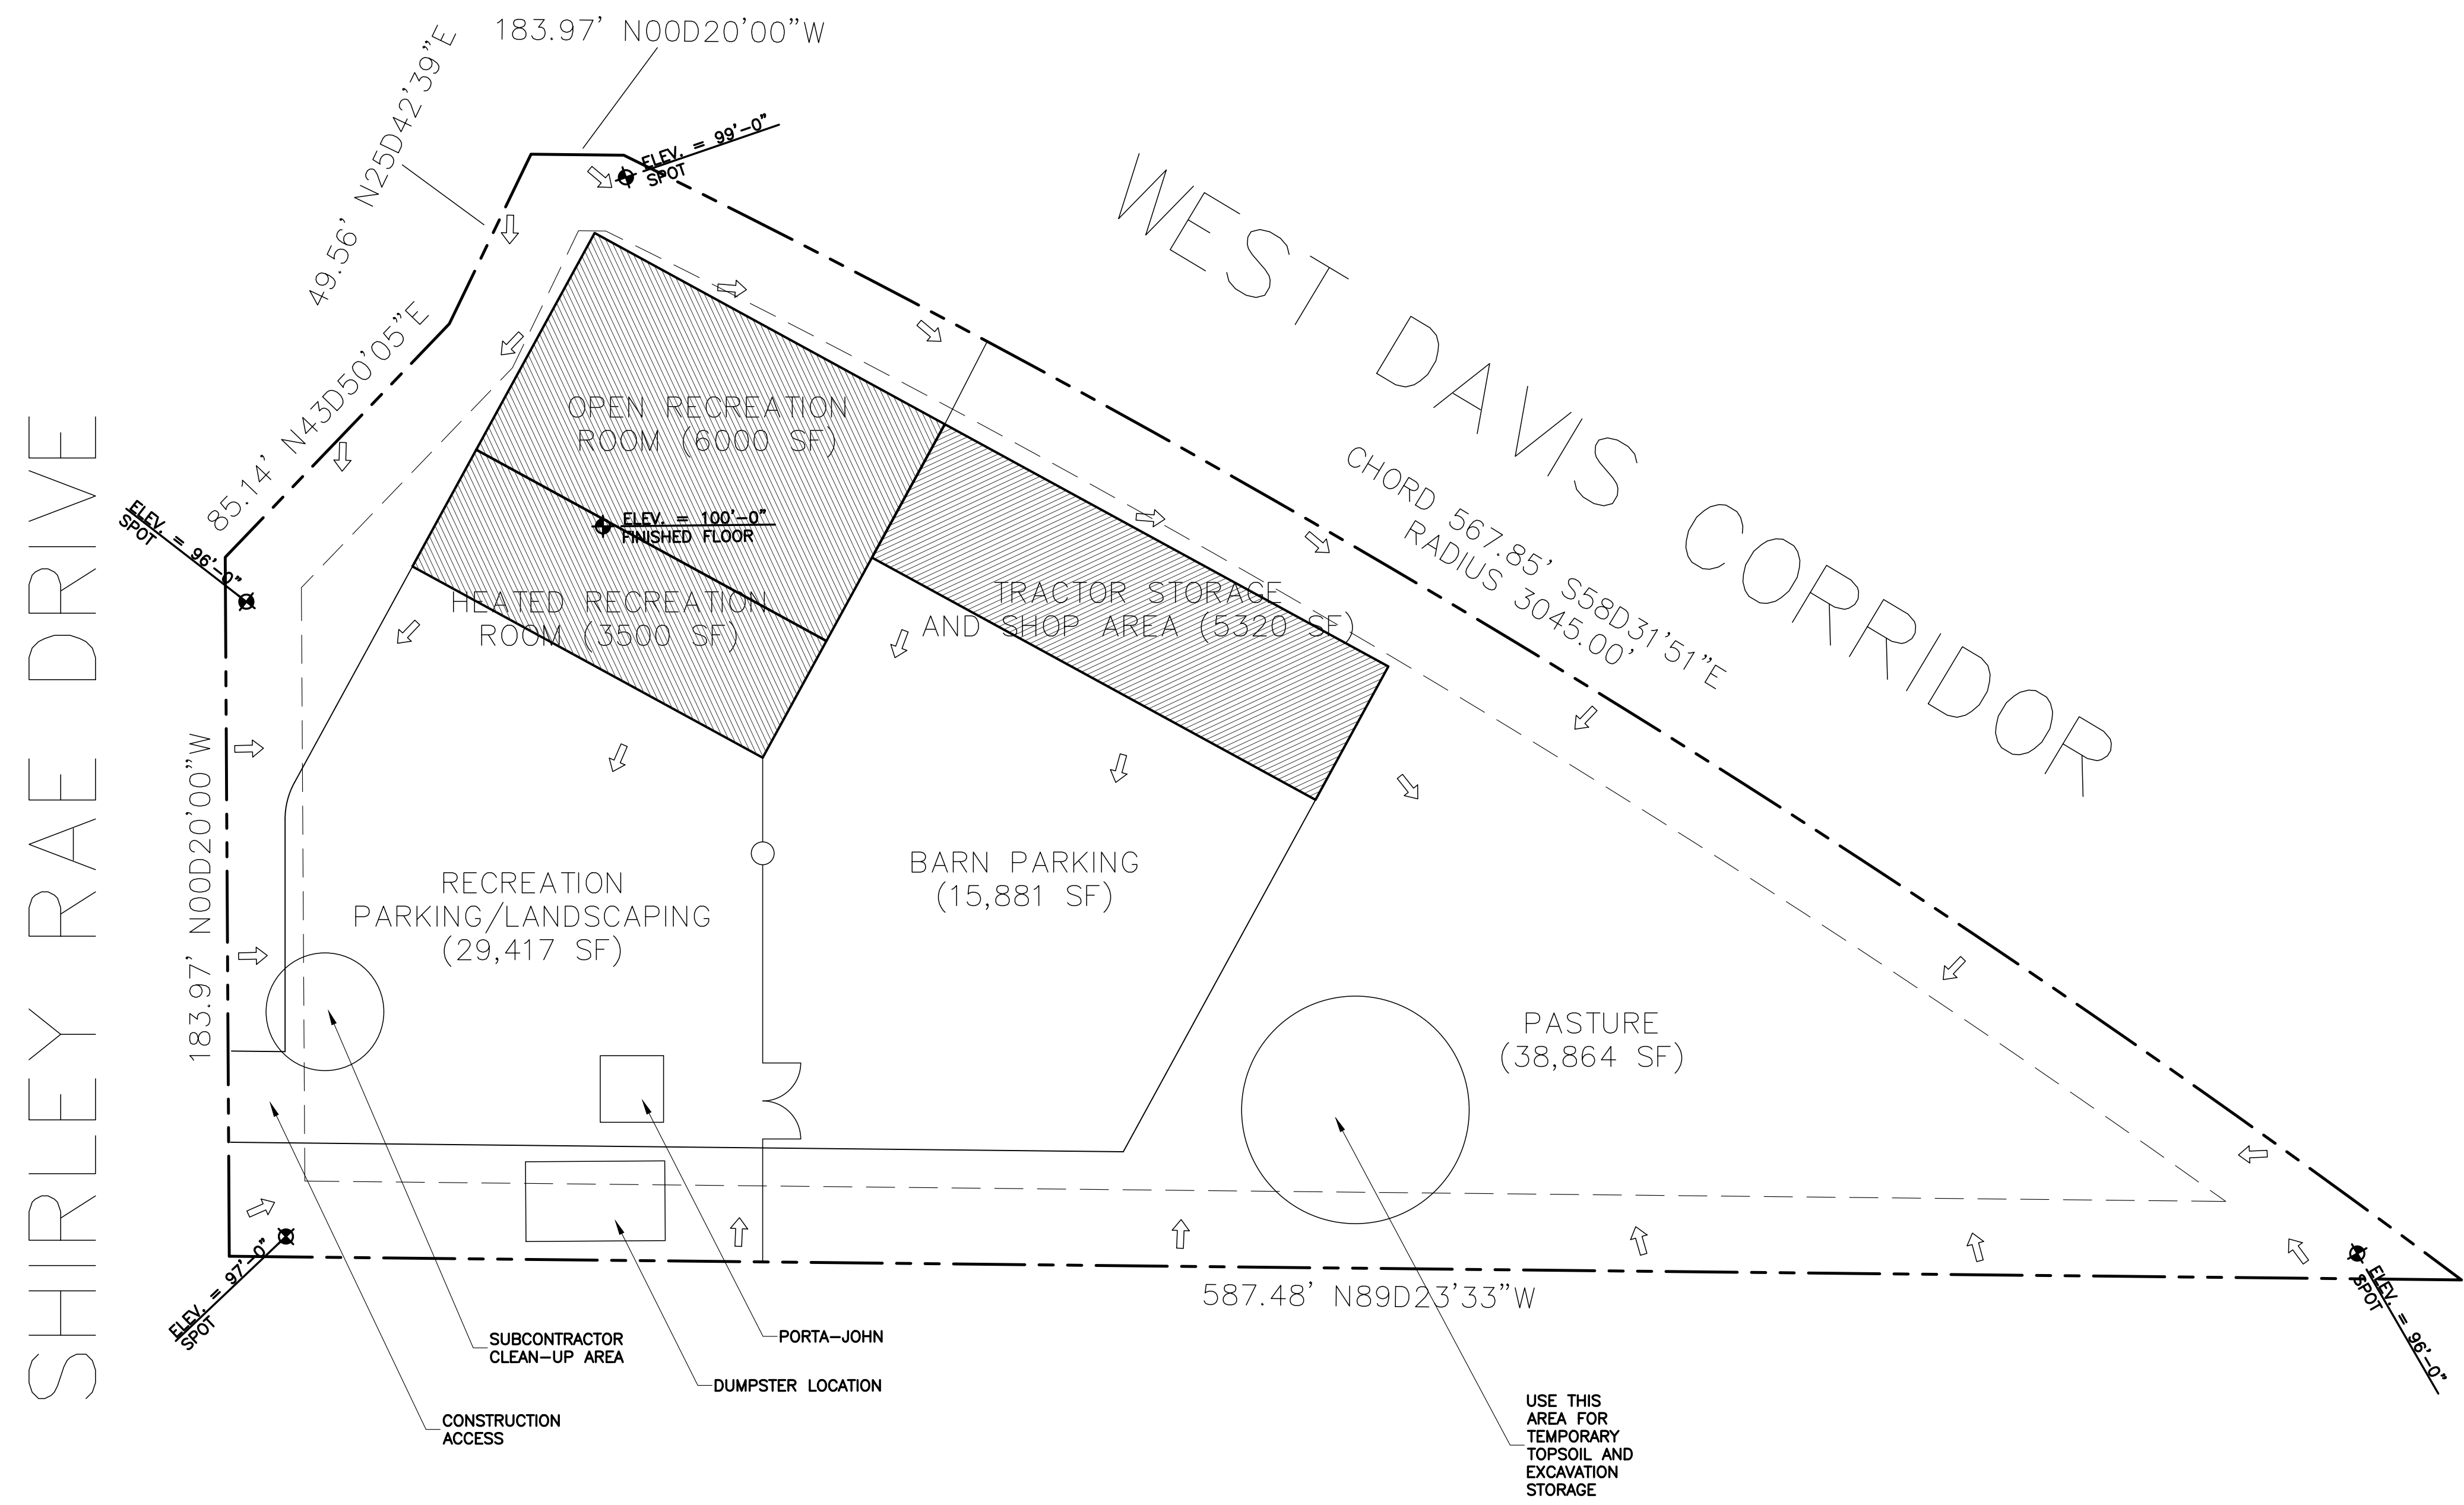 183.97' N00D20'00"W
49.56' N25D42'39"E
ELEV. = 99'-0"
SPOT
WEST DAVIS CORRIDOR
85.14' N43D50'05"E
ELEV. = 96'-0"
SPOT
OPEN RECREATION
ROOM (6000 SF)
ELEV. = 100'-0"
FINISHED FLOOR
HEATED RECREATION
ROOM (3500 SF)
TRACTOR STORAGE
AND SHOP AREA (5320 SF)
CHORD 567.85' S58D31'51"E
RADIUS 3045.00'
SHIRLEY RAE DRIVE
183.97' N00D20'00"W
RECREATION
PARKING/LANDSCAPING
(29,417 SF)
BARN PARKING
(15,881 SF)
PASTURE
(38,864 SF)
ELEV. = 97'-0"
SPOT
587.48' N89D23'33"W
ELEV. = 96'-0"
SPOT
SUBCONTRACTOR
CLEAN-UP AREA
PORTA-JOHN
DUMPSTER LOCATION
CONSTRUCTION
ACCESS
USE THIS
AREA FOR
TEMPORARY
TOPSOIL AND
EXCAVATION
STORAGE